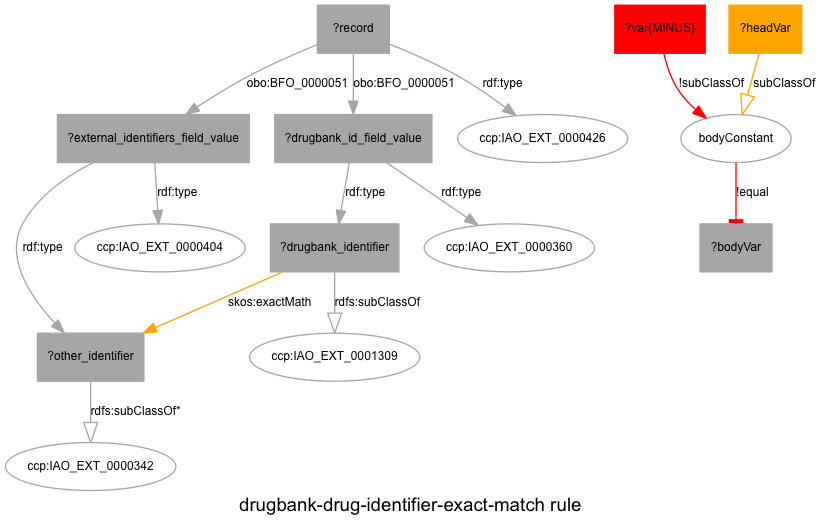 ?record
?var{MINUS}
?headVar
obo:BFO_0000051
obo:BFO_0000051
rdf:type
!subClassOf
subClassOf
?external_identifiers_field_value
?drugbank_id_field_value
ccp:IAO_EXT_0000426
bodyConstant
rdf:type
rdf:type
rdf:type
!equal
rdf:type
ccp:IAO_EXT_0000404
?drugbank_identifier
ccp:IAO_EXT_0000360
?bodyVar
skos:exactMath
rdfs:subClassOf
?other_identifier
ccp:IAO_EXT_0001309
rdfs:subClassOf*
ccp:IAO_EXT_0000342
drugbank-drug-identifier-exact-match rule